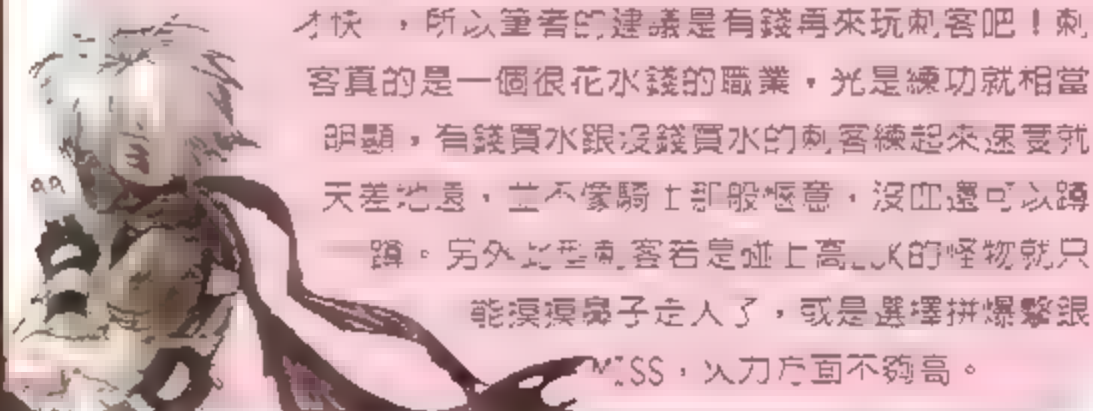 才快，所以筆者的建議是有錢再來玩刺客吧！刺
客真的是一個很花水錢的職業，光是練功就相當
明顯，有錢買水跟沒錢買水的刺客練起來速度就
天差地遠，並不像騎士那般愜意，沒血還可以蹲
蹲。另外此型刺客若是碰上高LUK的怪物就只
能摸摸鼻子走人了，或是選擇拼爆擊跟
MISS，火力方面不夠高。